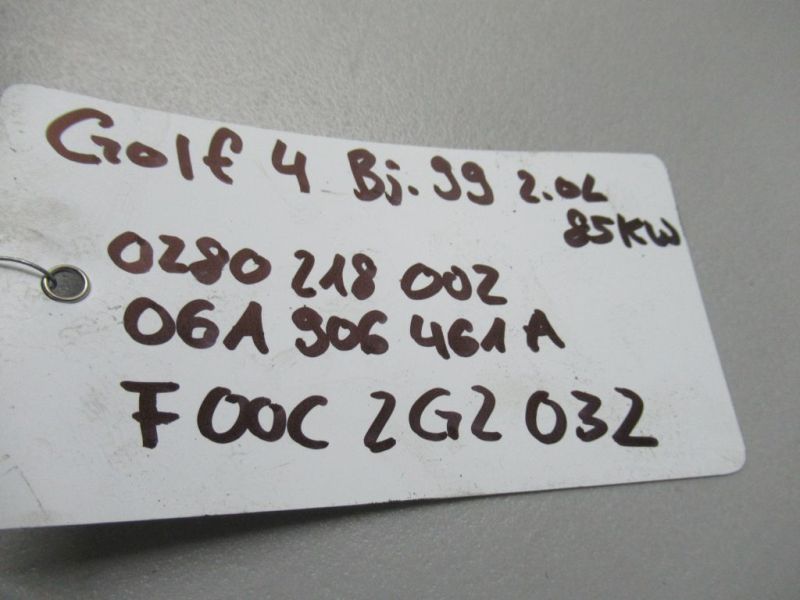 Golf 4 Bj. 99 2.0L
85KW
0280 218 002
06A 906 461 A
F00C 2G2 032